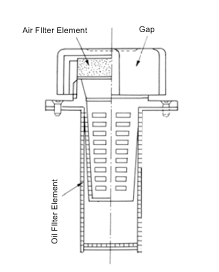 Air FIlter Element
Gap
Oil FIlter Element